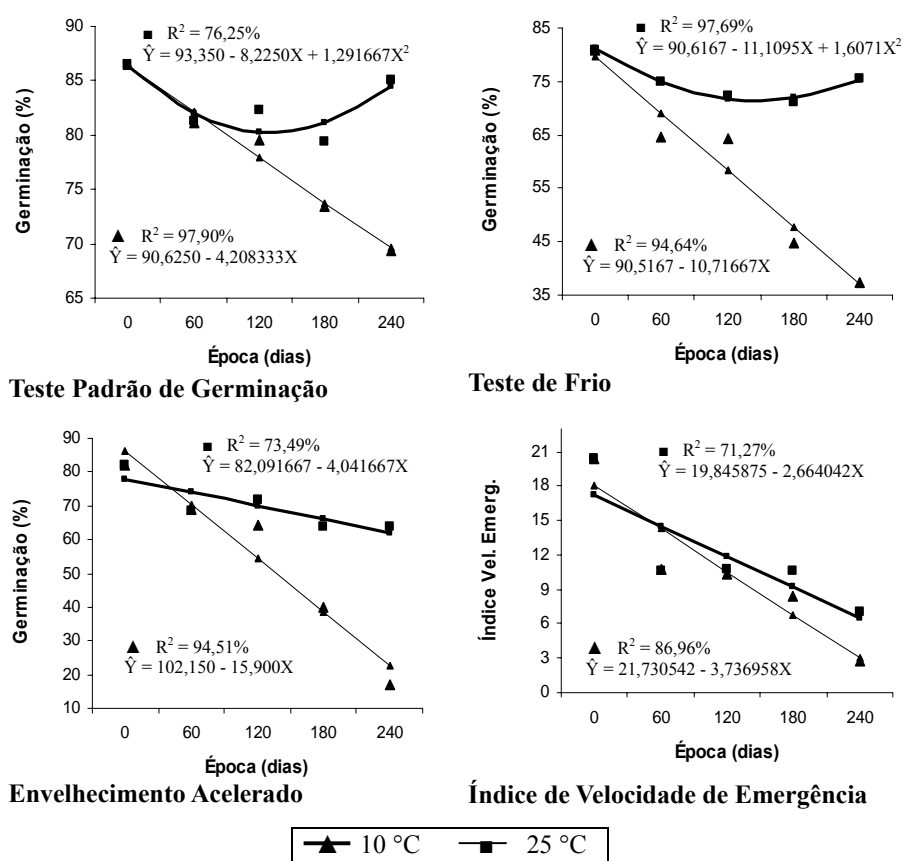 ■ R² = 76,25%
Ŷ = 93,350 - 8,2250X + 1,291667X²
Germinação (%)
90
85
80
75
70
65
▲ R² = 97,90%
Ŷ = 90,6250 - 4,208333X
0 60 120 180 240
Época (dias)
Teste Padrão de Germinação
■ R² = 97,69%
Ŷ = 90,6167 - 11,1095X + 1,6071X²
Germinação (%)
85
75
65
55
45
35
▲ R² = 94,64%
Ŷ = 90,5167 - 10,71667X
0 60 120 180 240
Época (dias)
Teste de Frio
■ R² = 73,49%
Ŷ = 82,091667 - 4,041667X
Germinação (%)
90
80
70
60
50
40
30
20
10
▲ R² = 94,51%
Ŷ = 102,150 - 15,900X
0 60 120 180 240
Época (dias)
Envelhecimento Acelerado
■ R² = 71,27%
Ŷ = 19,845875 - 2,664042X
Índice Vel. Emerg.
21
18
15
12
9
6
3
0
▲ R² = 86,96%
Ŷ = 21,730542 - 3,736958X
0 60 120 180 240
Época (dias)
Índice de Velocidade de Emergência
▲ 10 °C ■ 25 °C